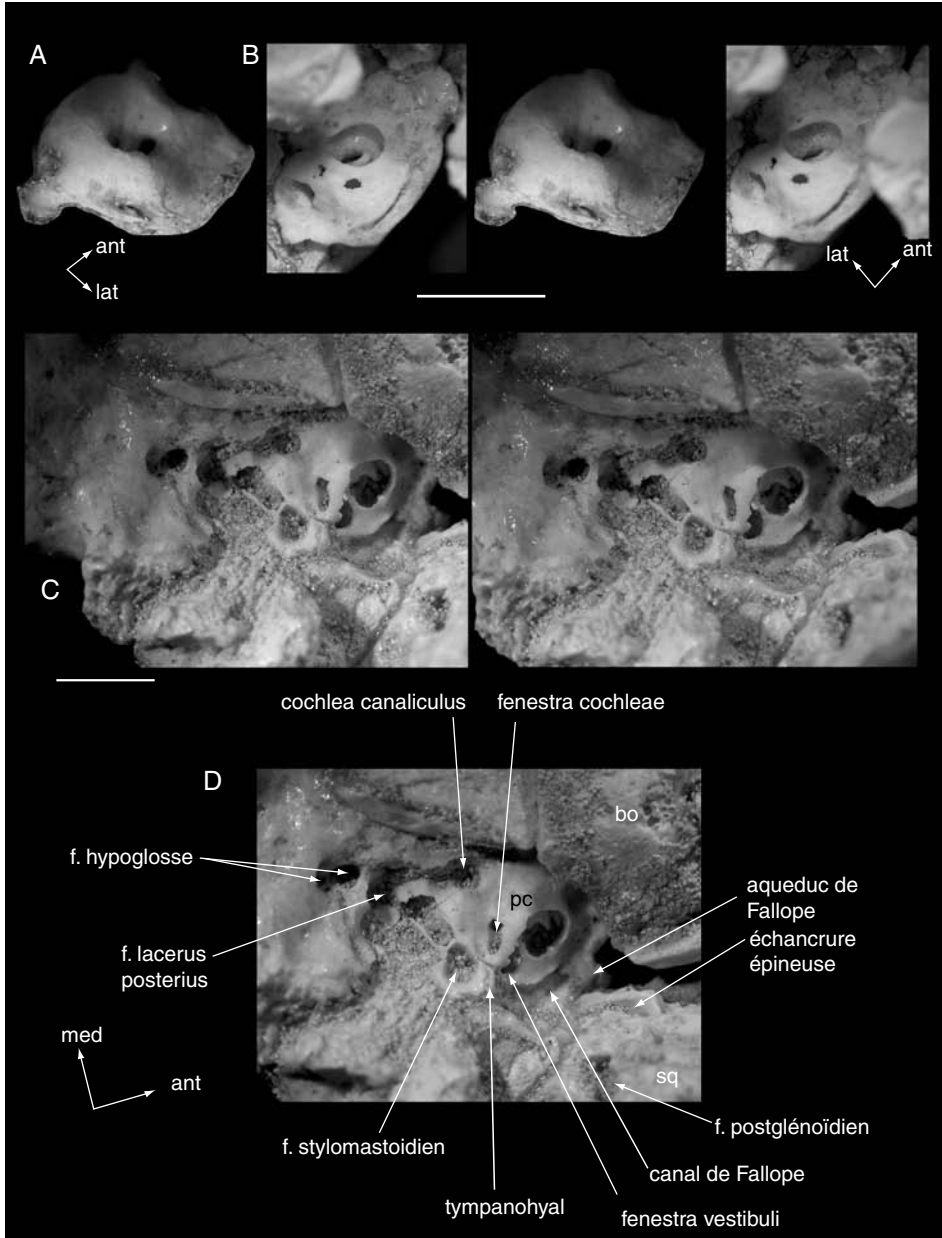 A
B
ant
lat
lat
ant
C
cochlea canaliculus
fenestra cochleae
D
bo
f. hypoglosse
pc
aqueduc de
Fallope
f. lacerus
posterius
échancrure
épineuse
med
ant
sq
f. postglénoïdien
f. stylomastoidien
canal de Fallope
tympanohyal
fenestra vestibuli